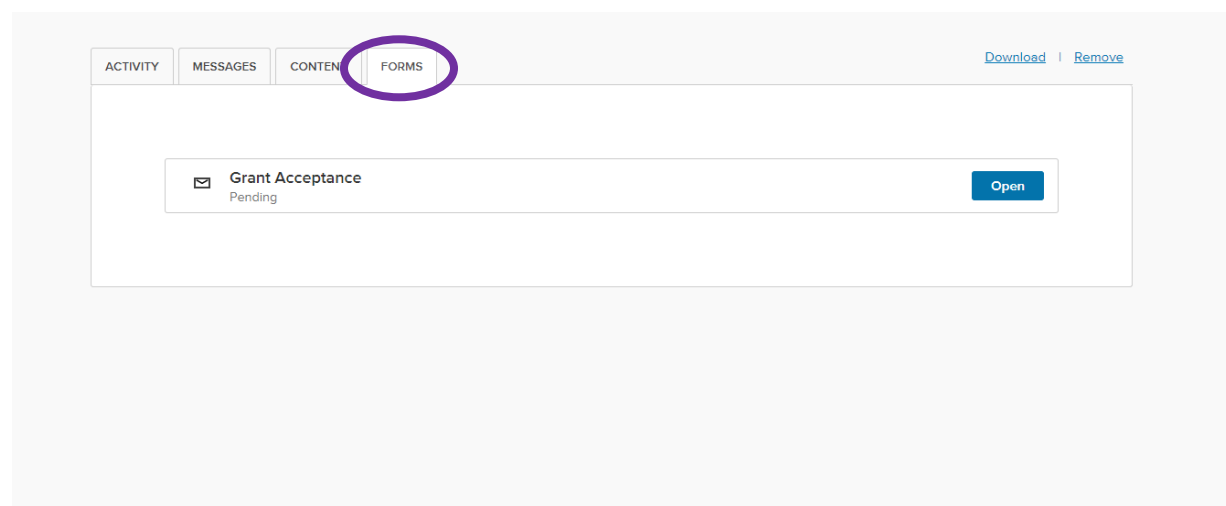 ACTIVITY MESSAGES CONTEN FORMS Download | Remove
Grant Acceptance
Pending
Open